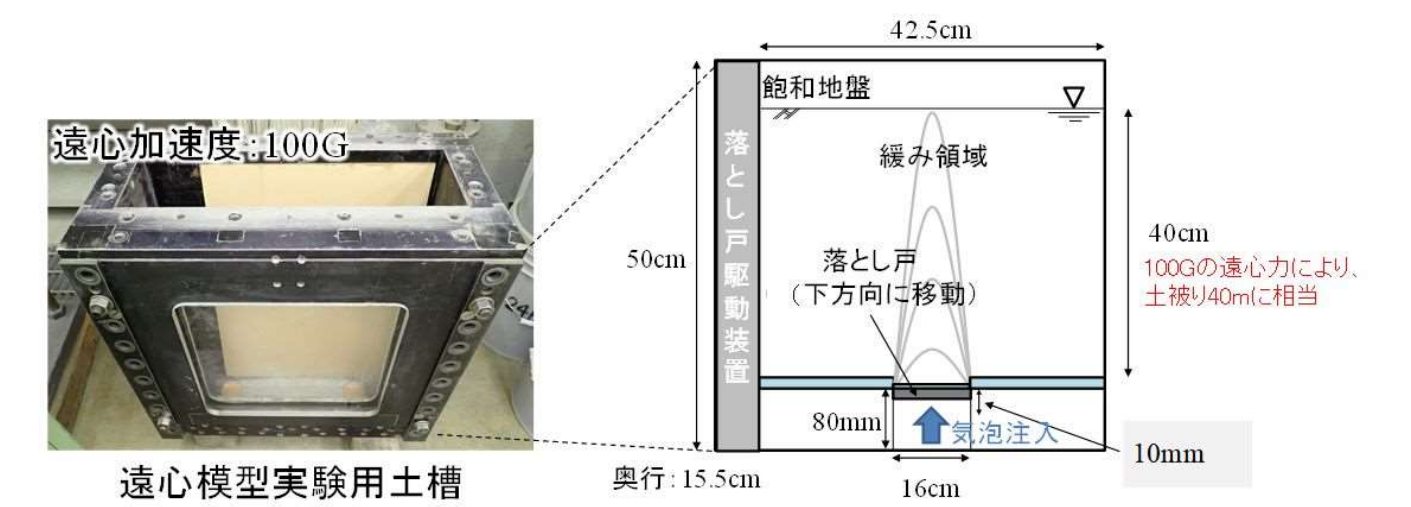 遠心加速度:100G
遠心模型実験用土槽
42.5cm
飽和地盤
緩み領域
落とし戸駆動装置
50cm
落とし戸
(下方向に移動)
40cm
100Gの遠心力により、
土被り40mに相当
80mm
気泡注入
10mm
奥行:15.5cm
16cm